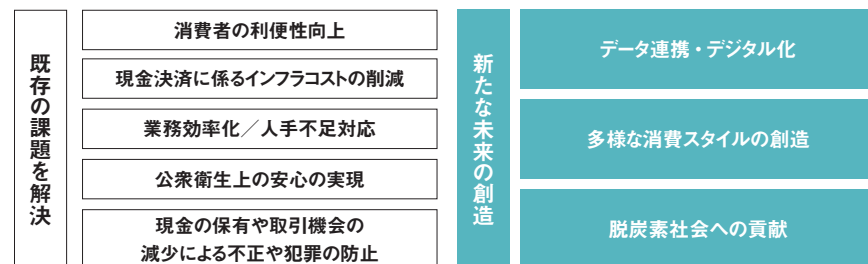 既存の課題を解決
消費者の利便性向上
現金決済に係るインフラコストの削減
業務効率化／人手不足対応
公衆衛生上の安心の実現
現金の保有や取引機会の
減少による不正や犯罪の防止
新たな未来の創造
データ連携・デジタル化
多様な消費スタイルの創造
脱炭素社会への貢献